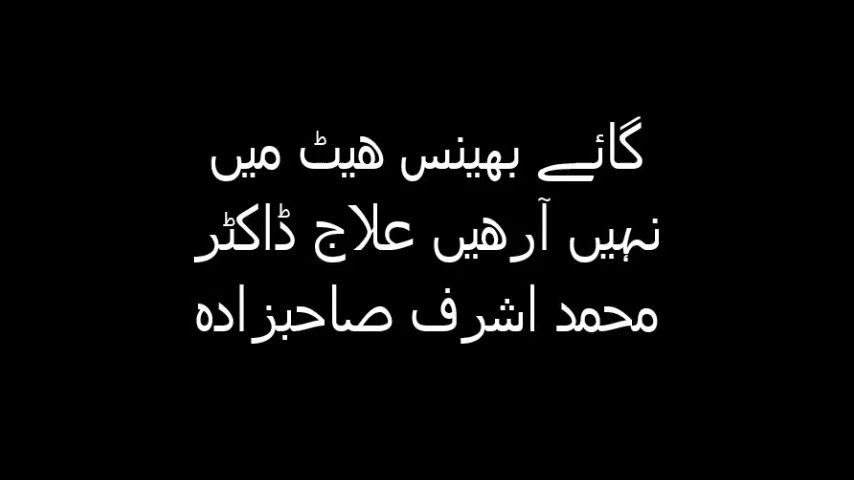 گائے بھینس ھیٹ میں
نہیں آرھیں علاج ڈاکٹر
محمد اشرف صاحبزادہ